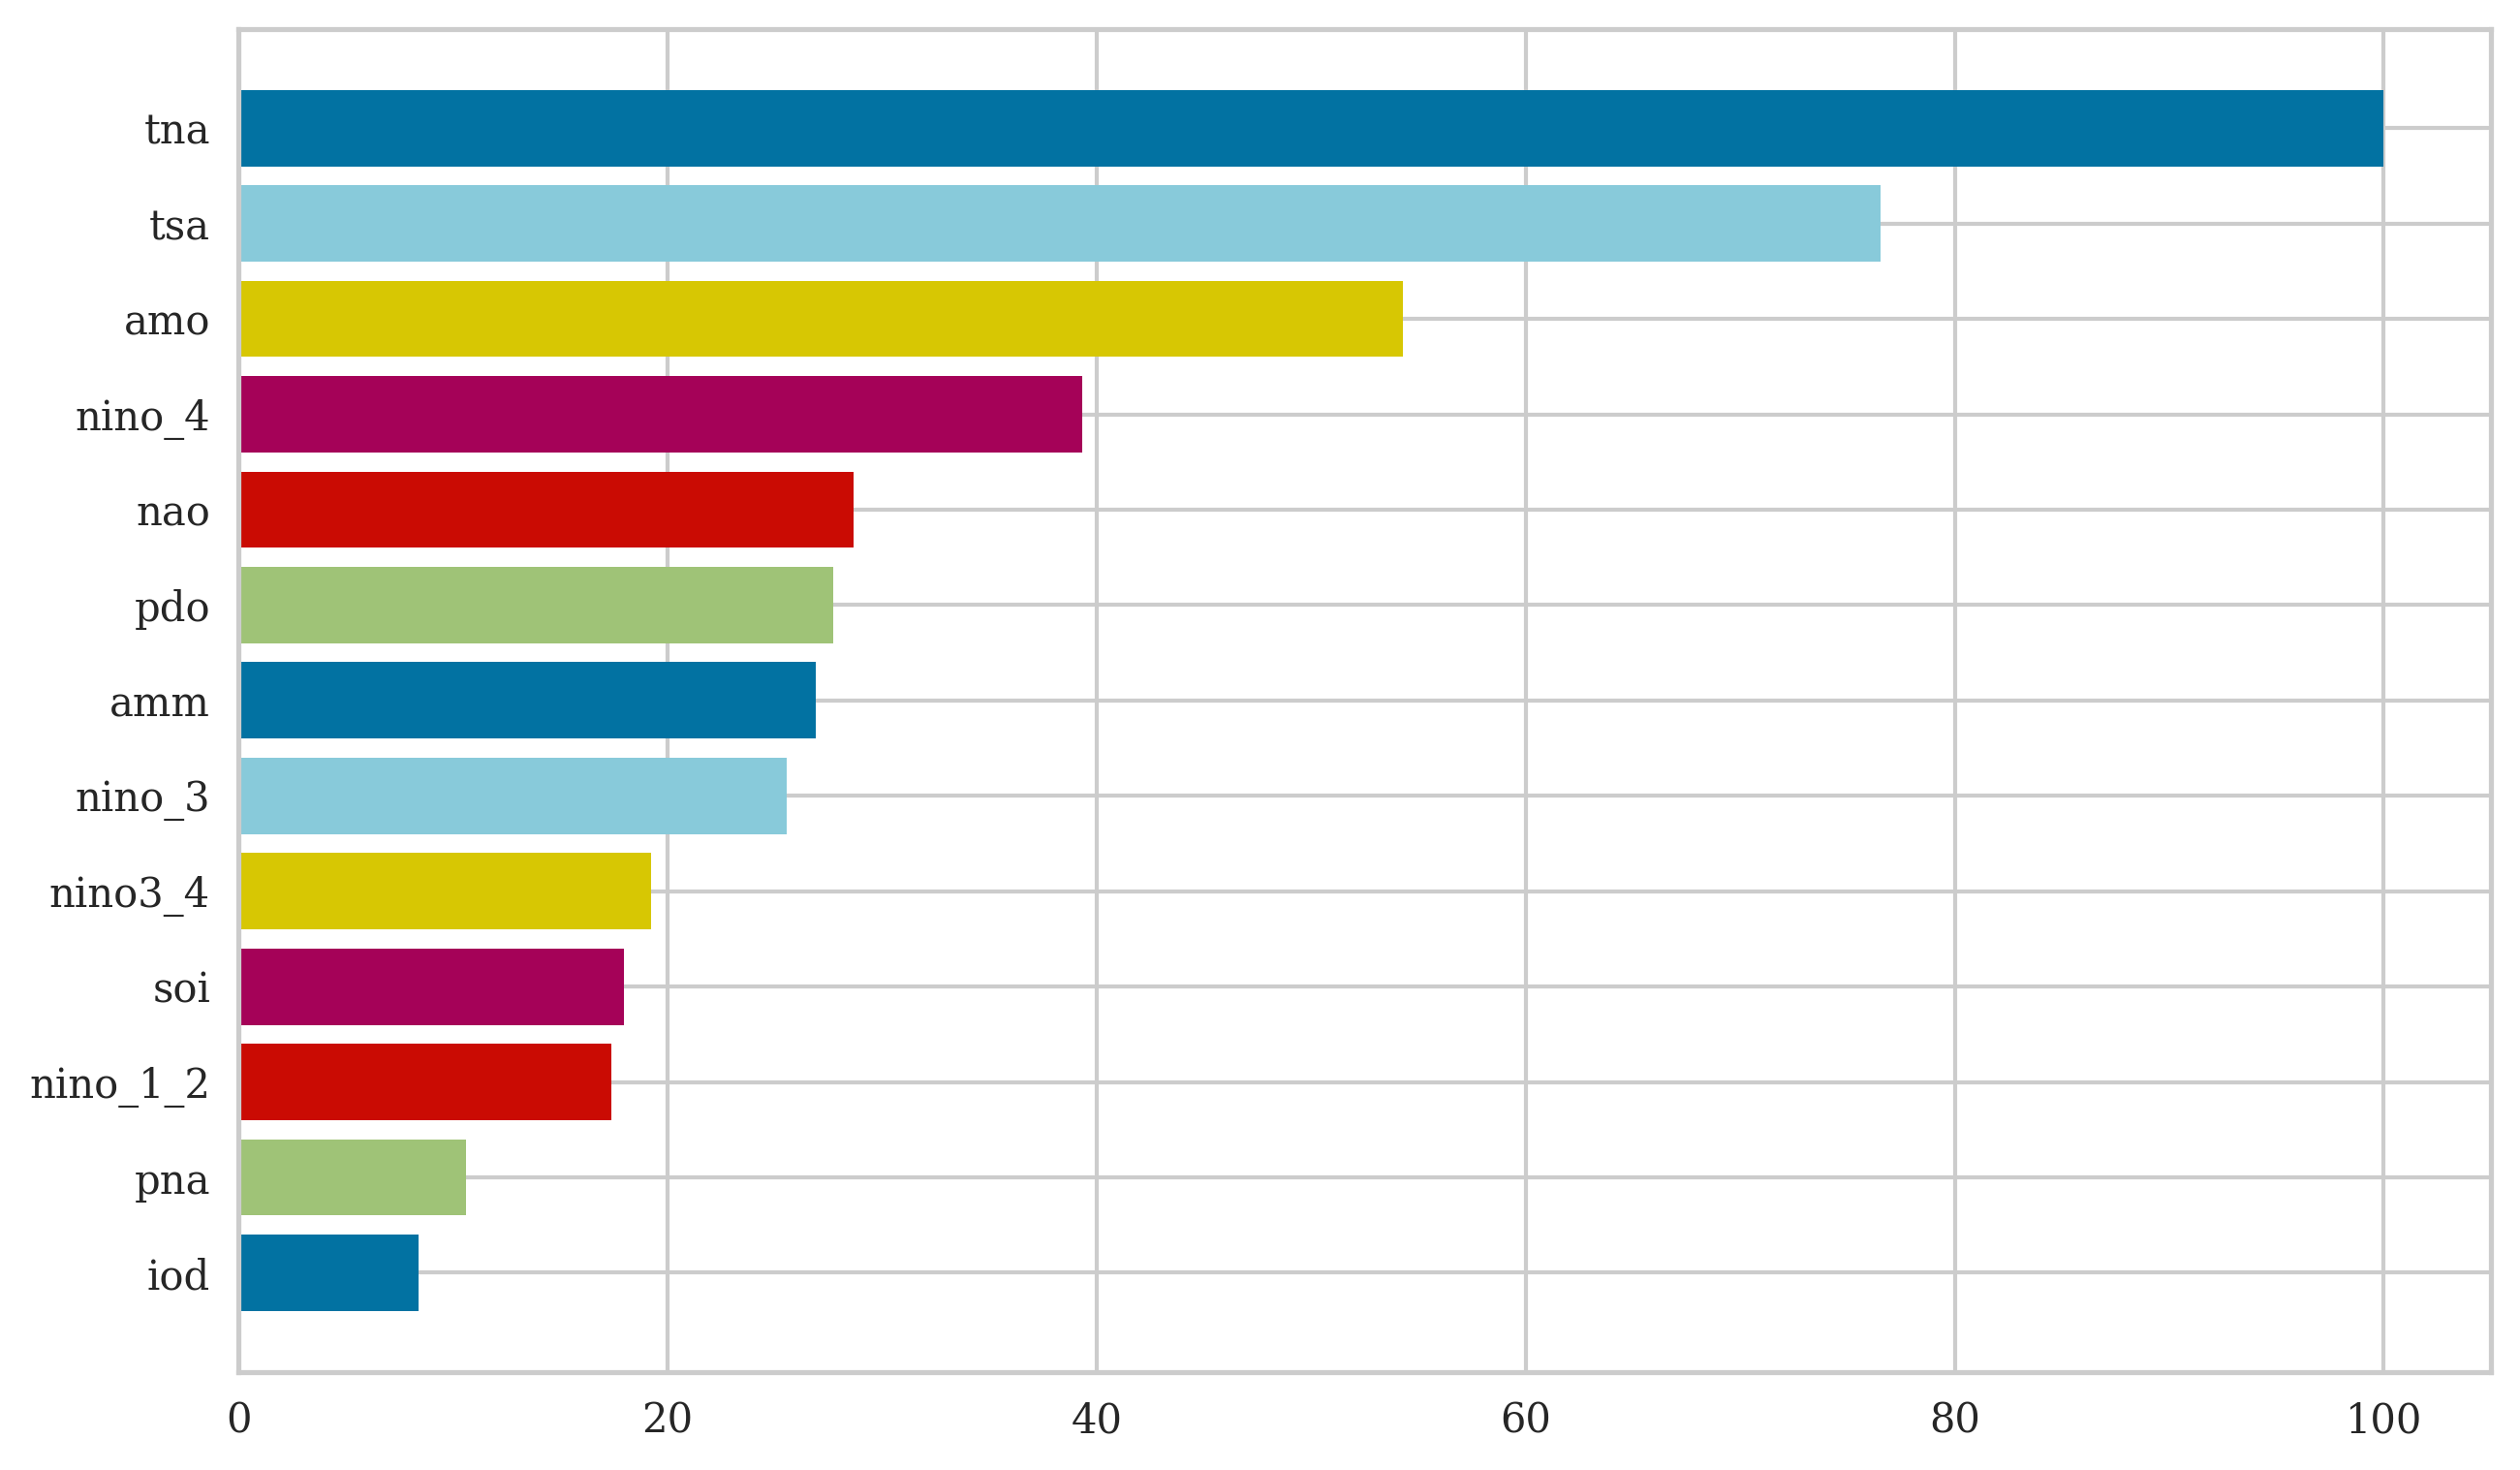 tna
tsa
amo
nino_4
nao
pdo
amm
nino_3
nino3_4
soi
nino_1_2
pna
iod
0 20 40 60 80 100